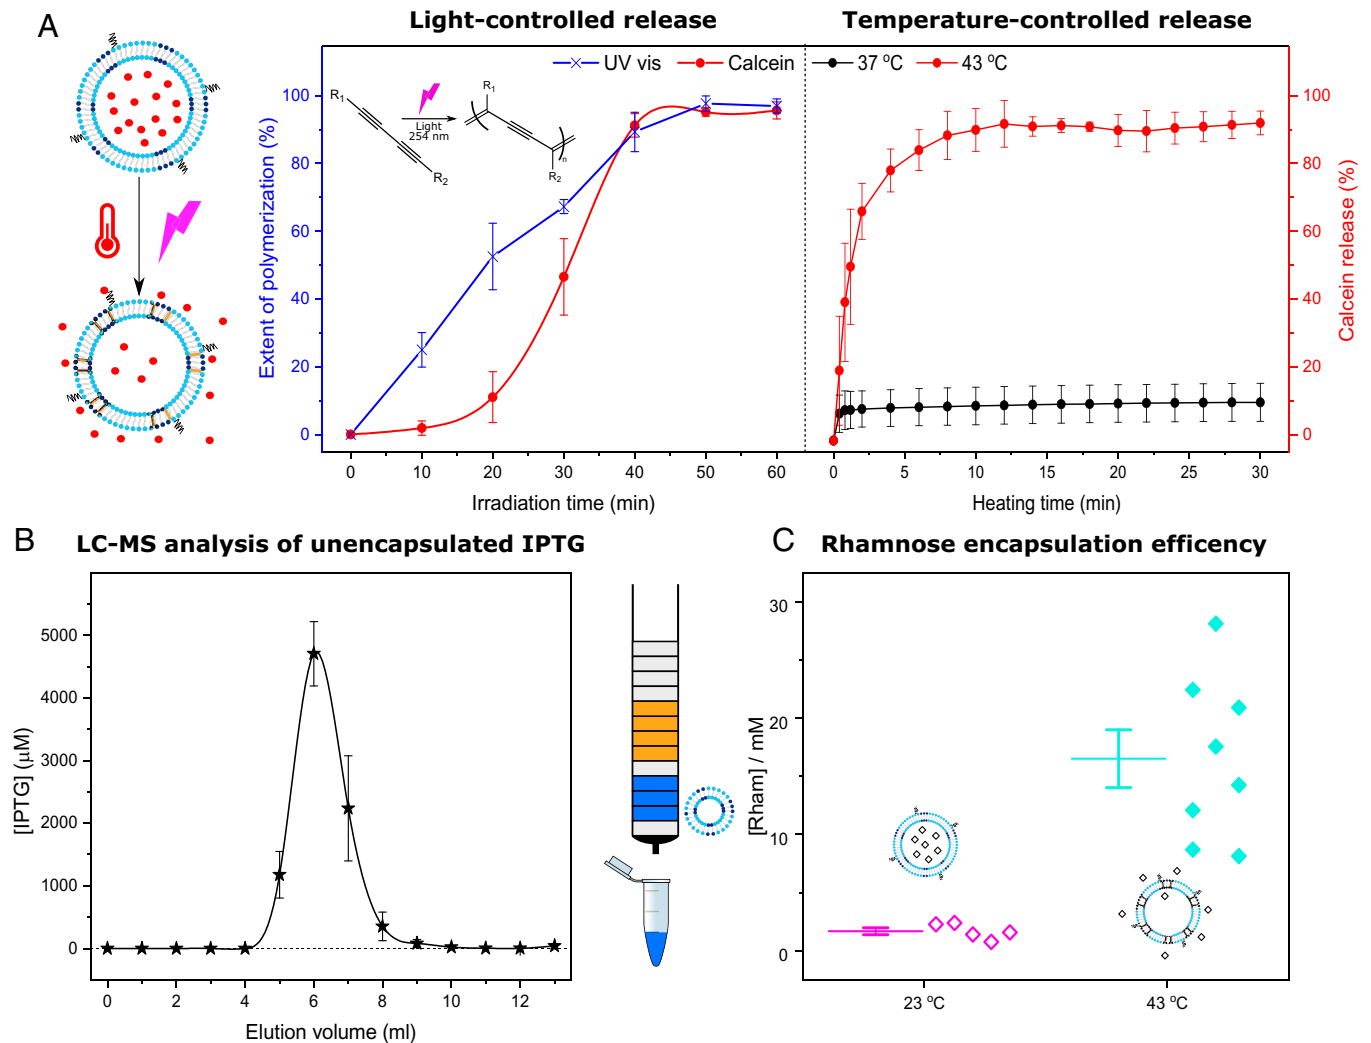 A
Light-controlled release
Temperature-controlled release
UV vis
Calcein
37 °C
43 °C
R1
R1
Light
254 nm
n
R2
R2
Extent of polymerization (%)
100
80
60
40
20
0
0 10 20 30 40 50 60
Irradiation time (min)
0 5 10 15 20 25 30
Heating time (min)
100
80
60
40
20
0
Calcein release (%)
B
LC-MS analysis of unencapsulated IPTG
[IPTG] (μM)
5000
4000
3000
2000
1000
0
0 2 4 6 8 10 12
Elution volume (ml)
C
Rhamnose encapsulation efficency
[Rham] / mM
30
20
10
0
23 °C
43 °C